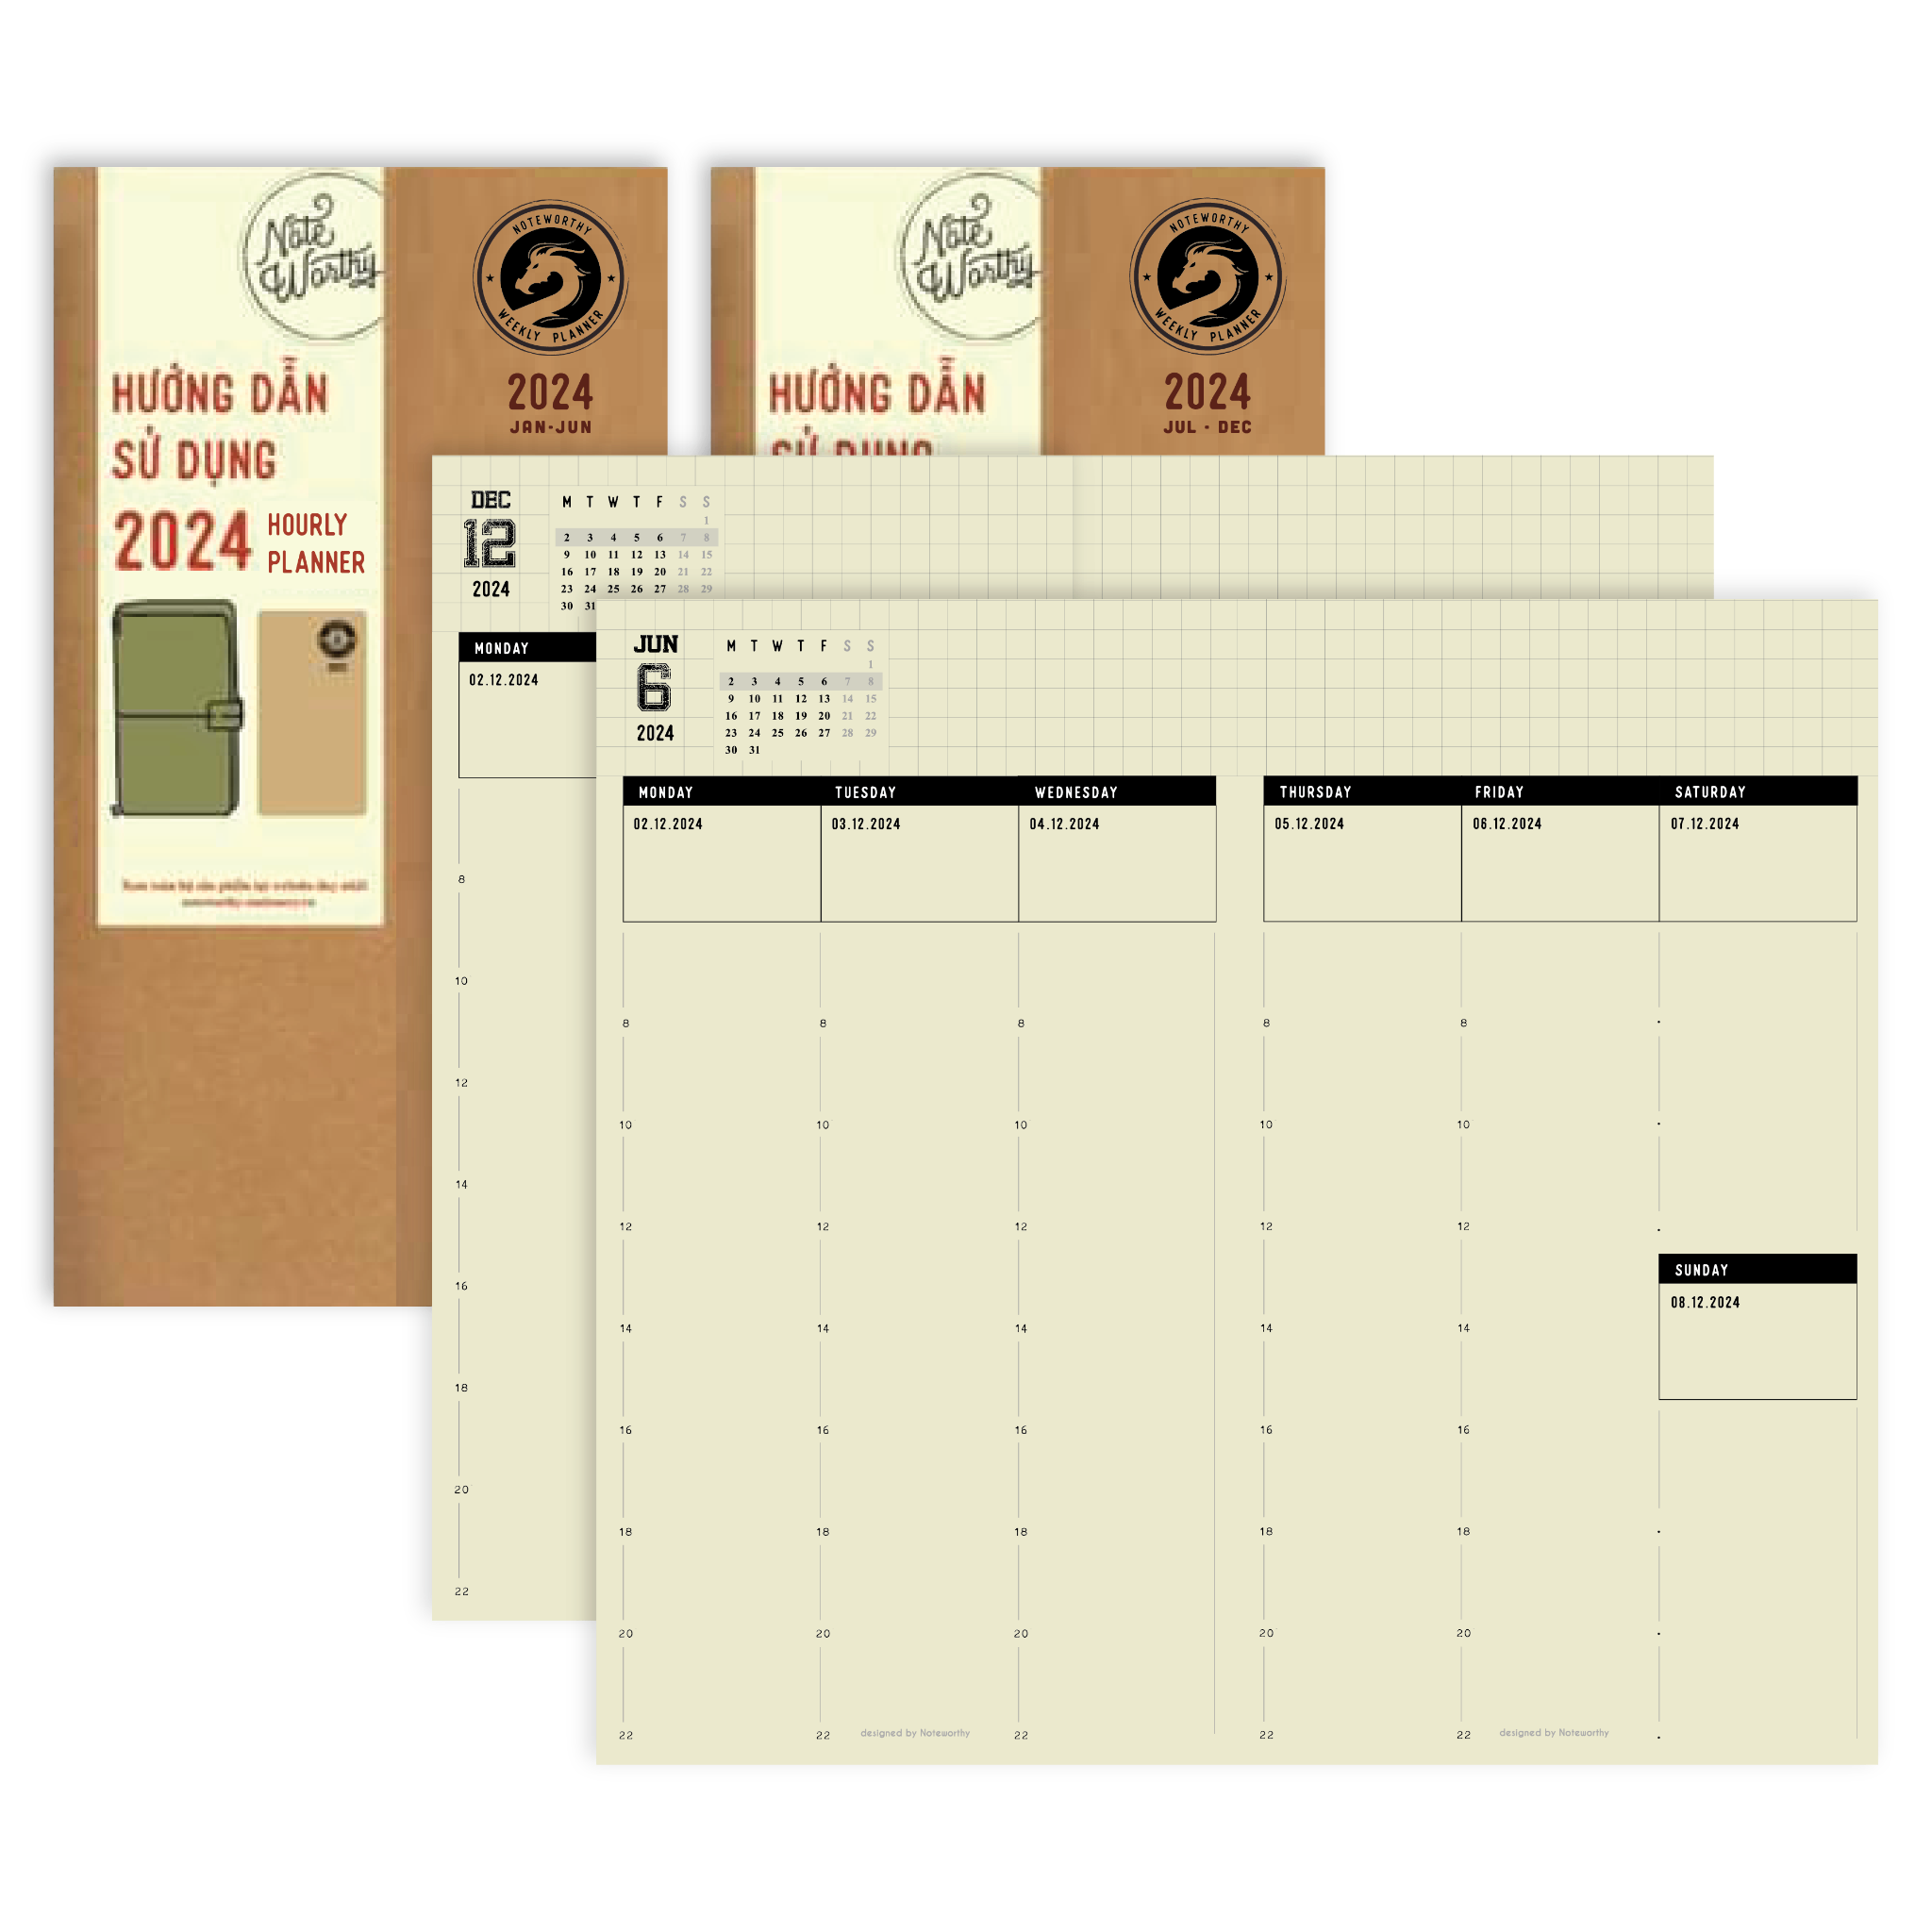 Note
Worthy
HƯỚNG DẪN
SỬ DỤNG
2024 HOURLY
PLANNER
NOTEWORTHY
WEEKLY PLANNER
2024
JAN-JUN
Note
Worthy
HƯỚNG DẪN
SỬ DỤNG
NOTEWORTHY
WEEKLY PLANNER
2024
JUL - DEC
DEC
12
2024
M T W T F S S
1
2 3 4 5 6 7 8
9 10 11 12 13 14 15
16 17 18 19 20 21 22
23 24 25 26 27 28 29
30 31
MONDAY
02.12.2024
8
10
12
14
16
18
20
22
JUN
6
2024
M T W T F S S
1
2 3 4 5 6 7 8
9 10 11 12 13 14 15
16 17 18 19 20 21 22
23 24 25 26 27 28 29
30 31
MONDAY TUESDAY WEDNESDAY THURSDAY FRIDAY SATURDAY
02.12.2024 03.12.2024 04.12.2024 05.12.2024 06.12.2024 07.12.2024
8 8 8 8 8
10 10 10 10 10
12 12 12 12 12
SUNDAY
08.12.2024
14 14 14 14 14
16 16 16 16 16
18 18 18 18 18
20 20 20 20 20
22 22 22 22 22
designed by Noteworthy designed by Noteworthy